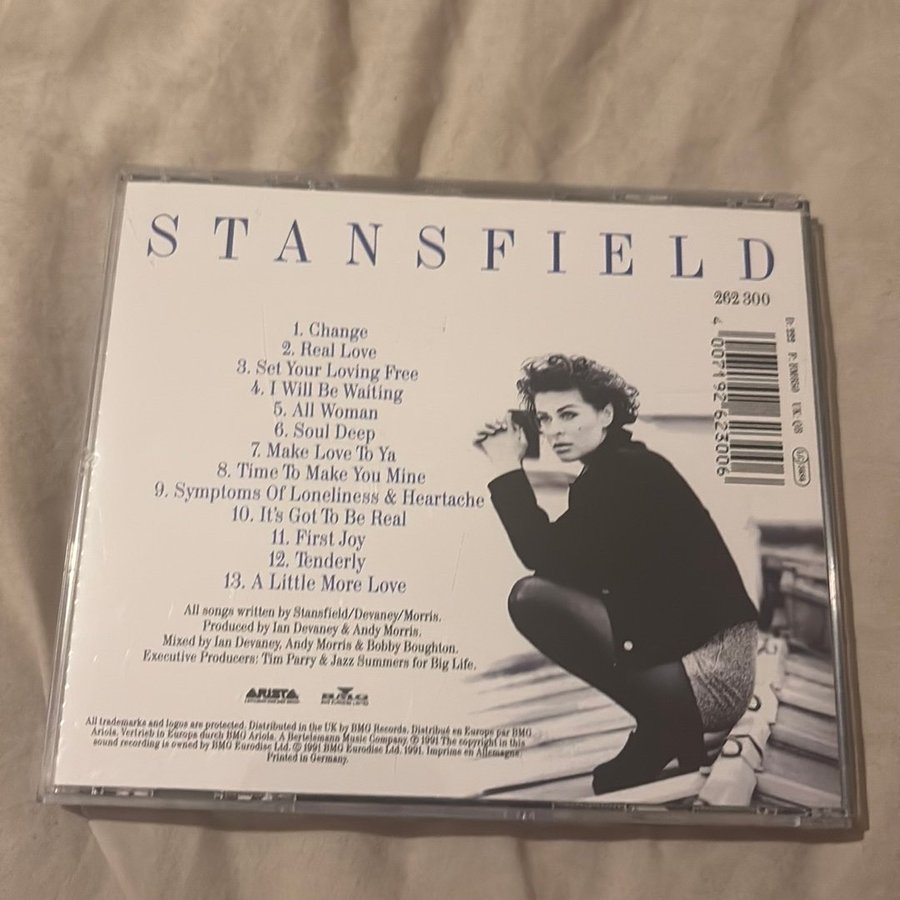 STANSFIELD
262 300
1. Change
2. Real Love
3. Set Your Loving Free
4. I Will Be Waiting
5. All Woman
6. Soul Deep
7. Make Love To Ya
8. Time To Make You Mine
9. Symptoms Of Loneliness & Heartache
10. It's Got To Be Real
11. First Joy
12. Tenderly
13. A Little More Love
4 007192 623006
All songs written by Stansfield/Devaney/Morris.
Produced by Ian Devaney & Andy Morris.
Mixed by Ian Devaney, Andy Morris & Bobby Boughton.
Executive Producers: Tim Parry & Jazz Summers for Big Life.
ARISTA
BMG
All trademarks and logos are protected. Distributed in the UK by BMG Records. Distribué en Europe par BMG
Ariola. Vertrieb in Europa durch BMG Ariola. A Bertelsmann Music Company. ℗ 1991 The copyright in this
sound recording is owned by BMG Eurodisc Ltd. © 1991 BMG Eurodisc Ltd. 1991. Imprime en Allemagne.
Printed in Germany.